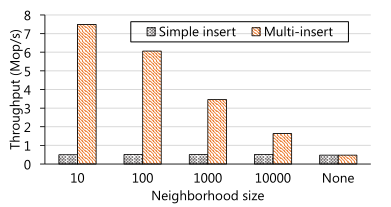 Throughput (Mop/s)
8
7
6
5
4
3
2
1
0
Simple insert Multi-insert
10 100 1000 10000 None
Neighborhood size